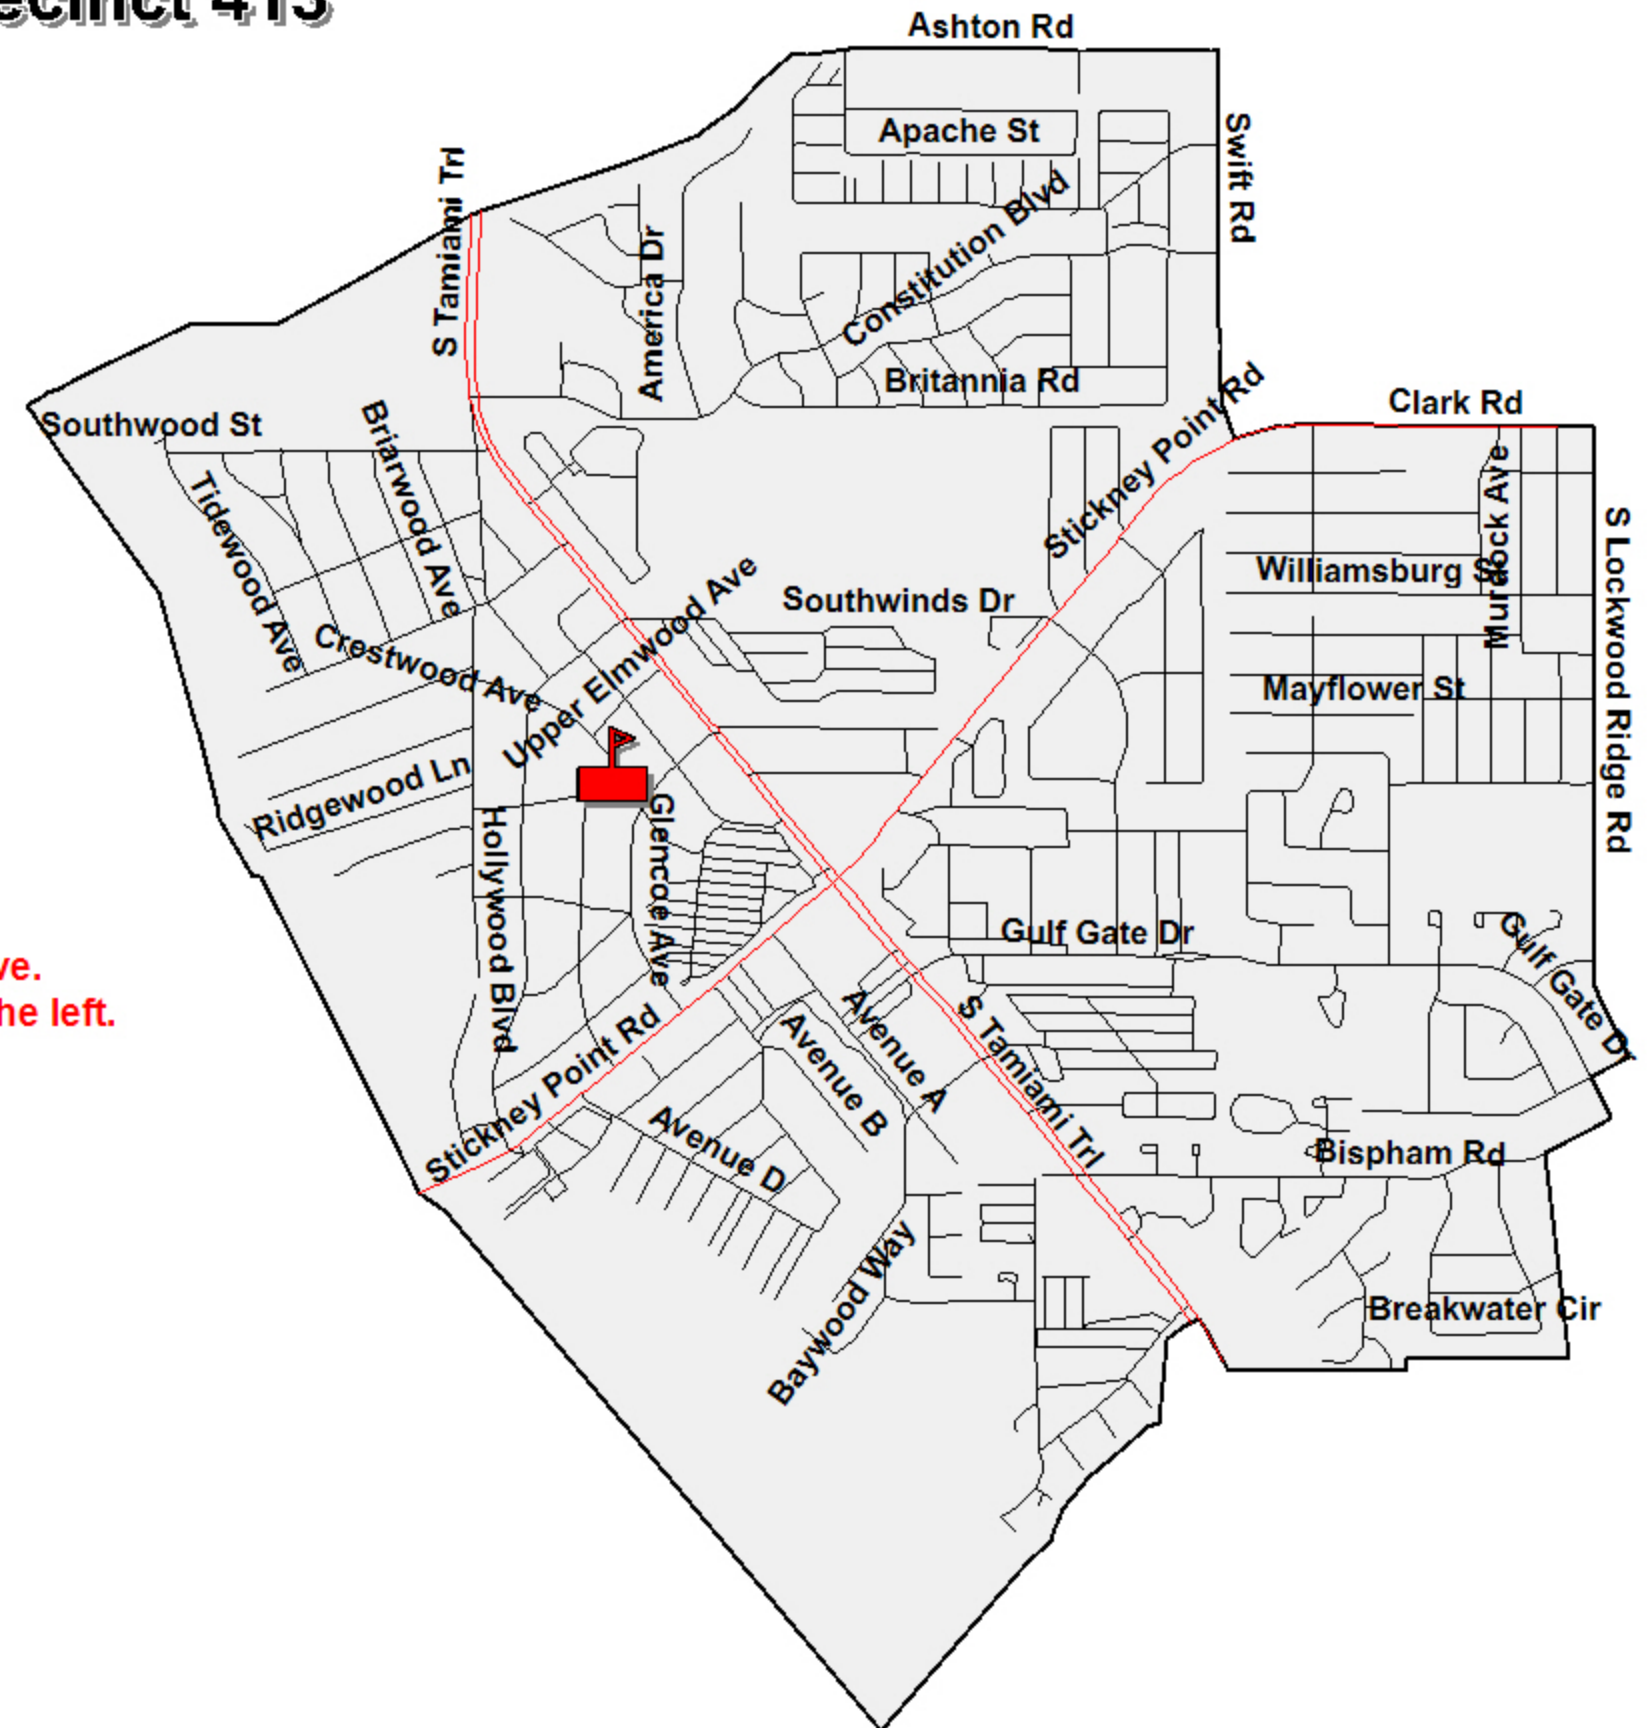 ecinct 413
Ashton Rd
Apache St
Swift Rd
S Tamiami Trl
Constitution Blvd
America Dr
Britannia Rd
Stickney Point Rd
Clark Rd
Southwood St
Briarwood Ave
Tidewood Ave
Murdock Ave
S Lockwood Ridge Rd
Williamsburg St
Upper Elmwood Ave
Southwinds Dr
Crestwood Ave
Mayflower St
Ridgewood Ln
Hollywood Blvd
Glencoe Ave
Gulf Gate Dr
Gulf Gate Dr
ve.
he left.
Avenue A
Avenue B
S Tamiami Trl
Stickney Point Rd
Avenue D
Bispham Rd
Baywood Way
Breakwater Cir